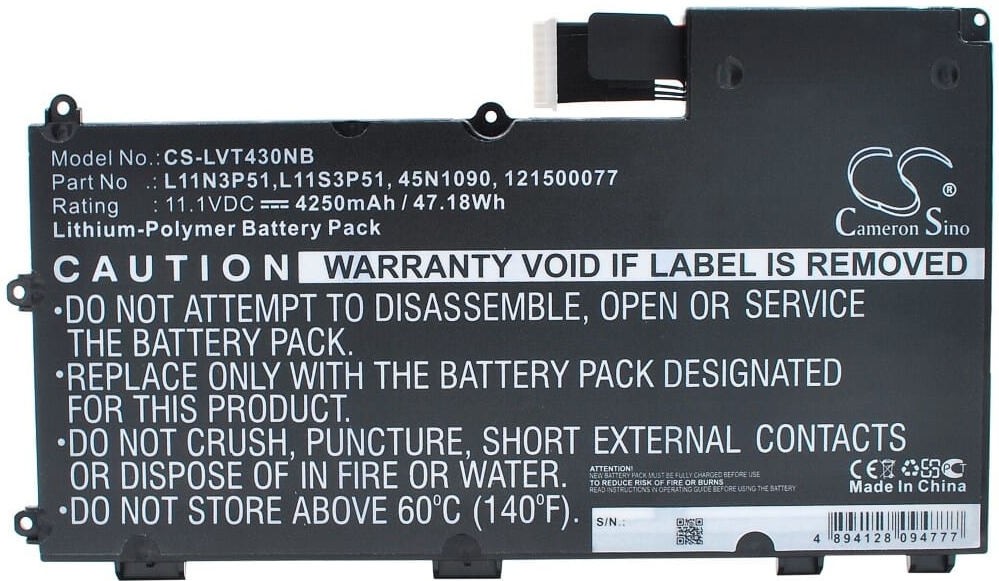 Model No.: CS-LVT430NB
Part No .: L11N3P51,L11S3P51, 45N1090, 121500077
Rating : 11.1VDC ⎓ 4250mAh / 47.18Wh
Lithium-Polymer Battery Pack
CS®
Cameron Sino
CAUTION WARRANTY VOID IF LABEL IS REMOVED
•DO NOT ATTEMPT TO DISASSEMBLE, OPEN OR SERVICE
THE BATTERY PACK.
•REPLACE ONLY WITH THE BATTERY PACK DESIGNATED
FOR THIS PRODUCT.
•DO NOT CRUSH, PUNCTURE, SHORT EXTERNAL CONTACTS
OR DISPOSE OF IN FIRE OR WATER.
•DO NOT STORE ABOVE 60°C (140°F).
ATTENTION!
NEW BATTERY PACK MUST BE FULLY CHARGED BEFORE USE
TO REDUCE RISK OF FIRE OR BURNS
READ INSTRUCTIONS IN OPERATING GUIDE BEFORE BATTERY USE
CE
Made In China
S/N.:
4 894128 094777